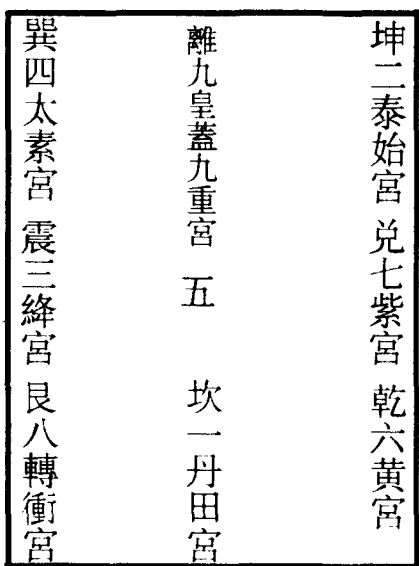 坤二泰始宮 兌七紫宮 乾六黃宮
離九皇蓋九重宮 五 坎一丹田宮
巽四太素宮 震三絳宮 艮八轉衝宮